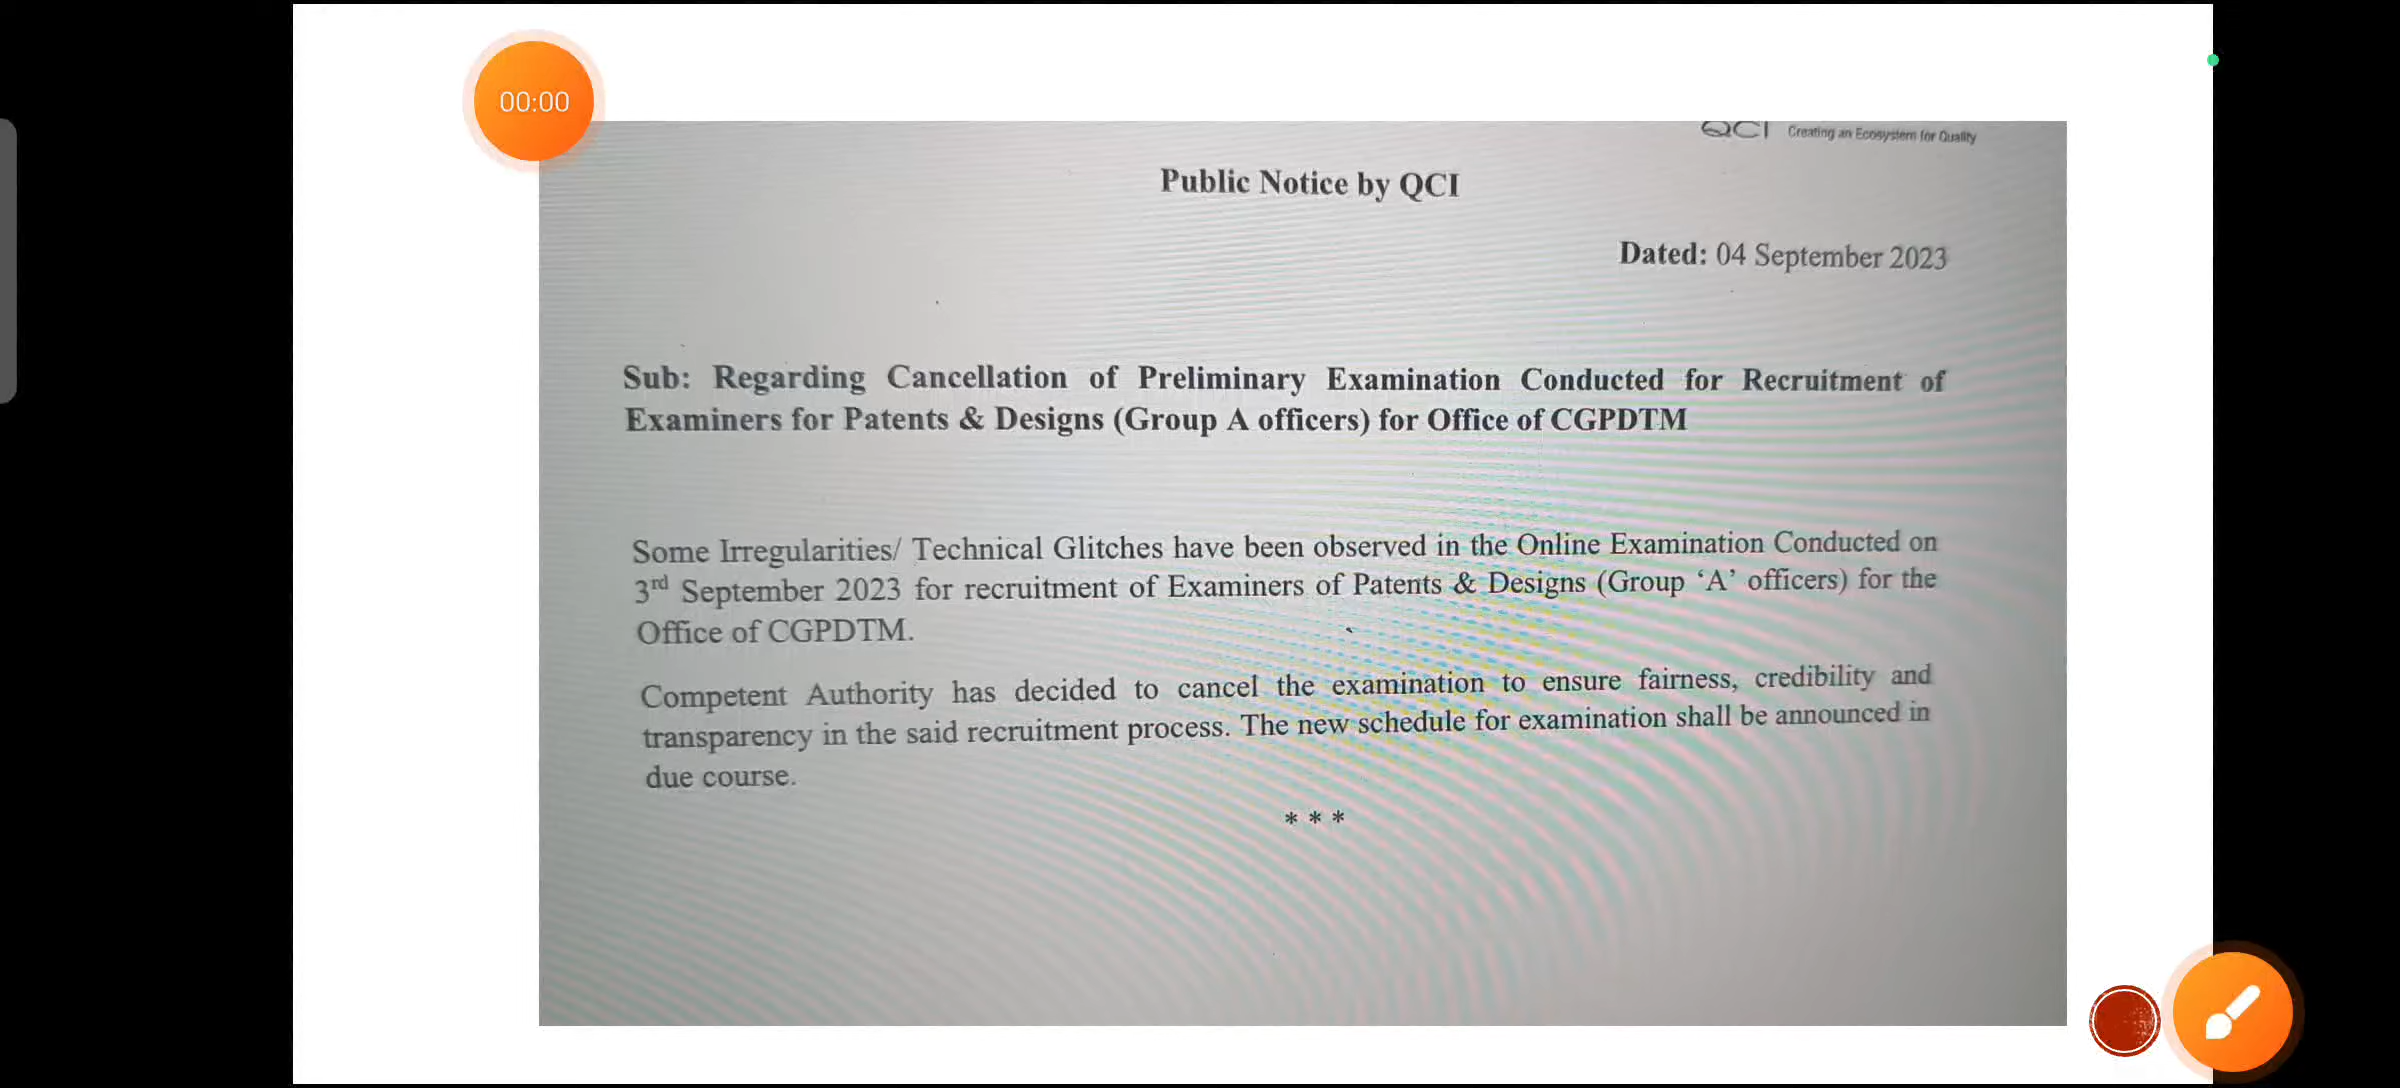 00:00
QCI Creating an Ecosystem for Quality
Public Notice by QCI
Dated: 04 September 2023
Sub: Regarding Cancellation of Preliminary Examination Conducted for Recruitment of
Examiners for Patents & Designs (Group A officers) for Office of CGPDTM
Some Irregularities/ Technical Glitches have been observed in the Online Examination Conducted on
3rd September 2023 for recruitment of Examiners of Patents & Designs (Group ‘A’ officers) for the
Office of CGPDTM.
Competent Authority has decided to cancel the examination to ensure fairness, credibility and
transparency in the said recruitment process. The new schedule for examination shall be announced in
due course.
* * *